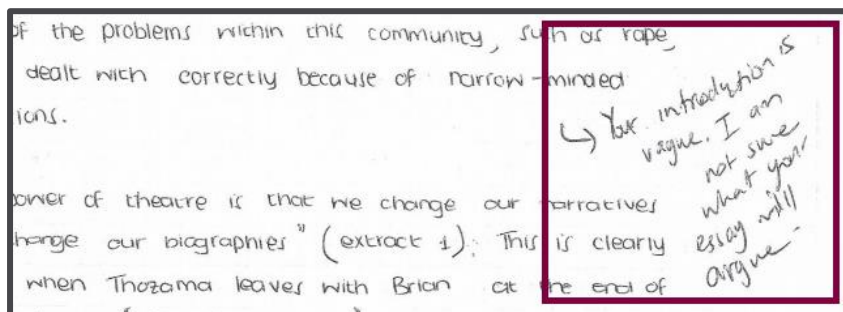 of the problems within this community, such as rape,
dealt with correctly because of narrow-minded
ions.
power of theatre is that we change our narratives
change our biographies" (extract 1). This is clearly
when Thozama leaves with Brian at the end of
↳ Your introduction is
vague. I am
not sure
what your
essay will
argue.